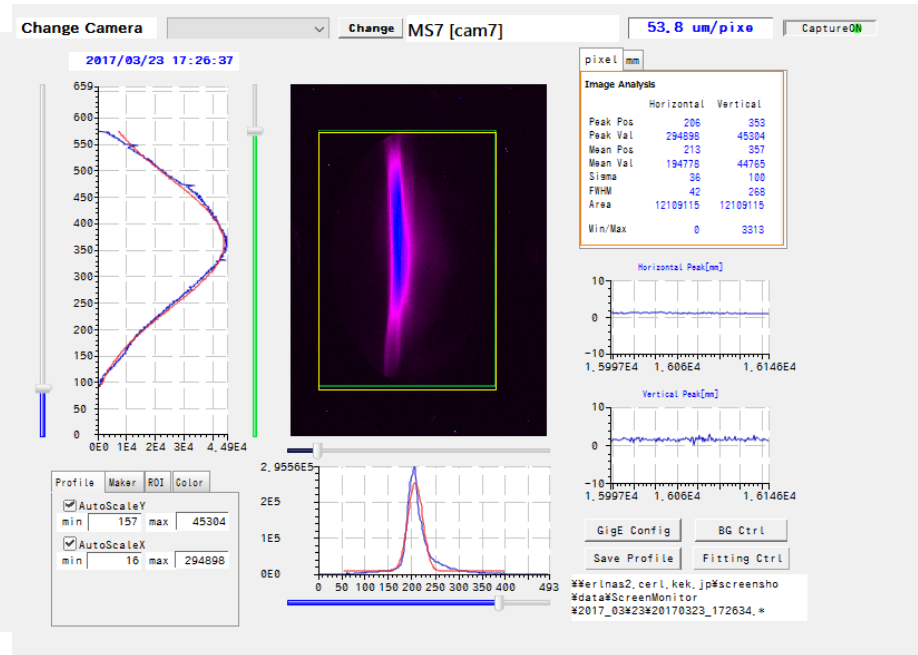 Change Camera Change MS7 [cam7] 53.8 um/pixe CaptureON
2017/03/23 17:26:37
pixel mm
Image Analysis
Horizontal Vertical
Peak Pos 206 353
Peak Val 294898 45304
Mean Pos 213 357
Mean Val 194778 44765
Sigma 36 100
FWHM 42 268
Area 12109115 12109115
Min/Max 0 3313
659
600
550
500
450
400
350
300
250
200
150
100
50
0
0E0 1E4 2E4 3E4 4.49E4
Horizontal Peak[mm]
10
0
-10
1.5997E4 1.606E4 1.6146E4
Vertical Peak[mm]
10
0
-10
1.5997E4 1.606E4 1.6146E4
2.9556E5
2E5
1E5
0E0
0 50 100 150 200 250 300 350 400 493
Profile Maker ROI Color
AutoScaleY
min 157 max 45304
AutoScaleX
min 16 max 294898
GigE Config BG Ctrl
Save Profile Fitting Ctrl
¥¥erlnas2.cerl.kek.jp¥screensho
¥data¥ScreenMonitor
¥2017_03¥23¥20170323_172634.*